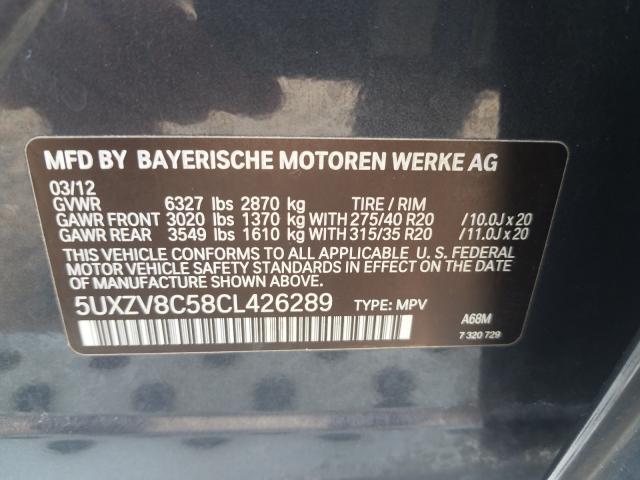 MFD BY BAYERISCHE MOTOREN WERKE AG
03/12
GVWR 6327 lbs 2870 kg TIRE / RIM
GAWR FRONT 3020 lbs 1370 kg WITH 275/40 R20 /10.0J x 20
GAWR REAR 3549 lbs 1610 kg WITH 315/35 R20 /11.0J x 20
THIS VEHICLE CONFORMS TO ALL APPLICABLE U. S. FEDERAL
MOTOR VEHICLE SAFETY STANDARDS IN EFFECT ON THE DATE
OF MANUFACTURE SHOWN ABOVE.
5UXZV8C58CL426289 TYPE: MPV
A68M
7 320 729